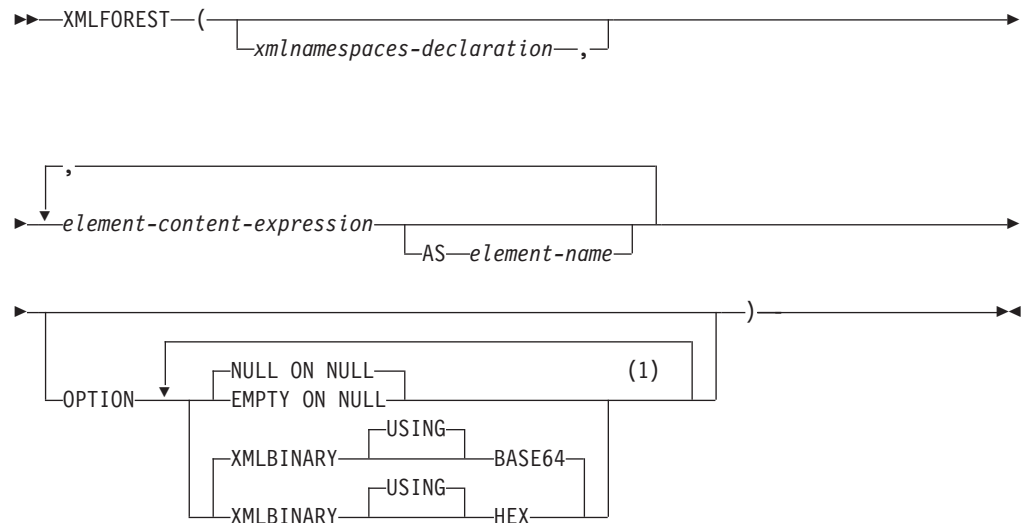 XMLFOREST (
xmlnamespaces-declaration ,
,
element-content-expression
AS element-name
)
NULL ON NULL (1)
OPTION EMPTY ON NULL
USING
XMLBINARY BASE64
USING
XMLBINARY HEX